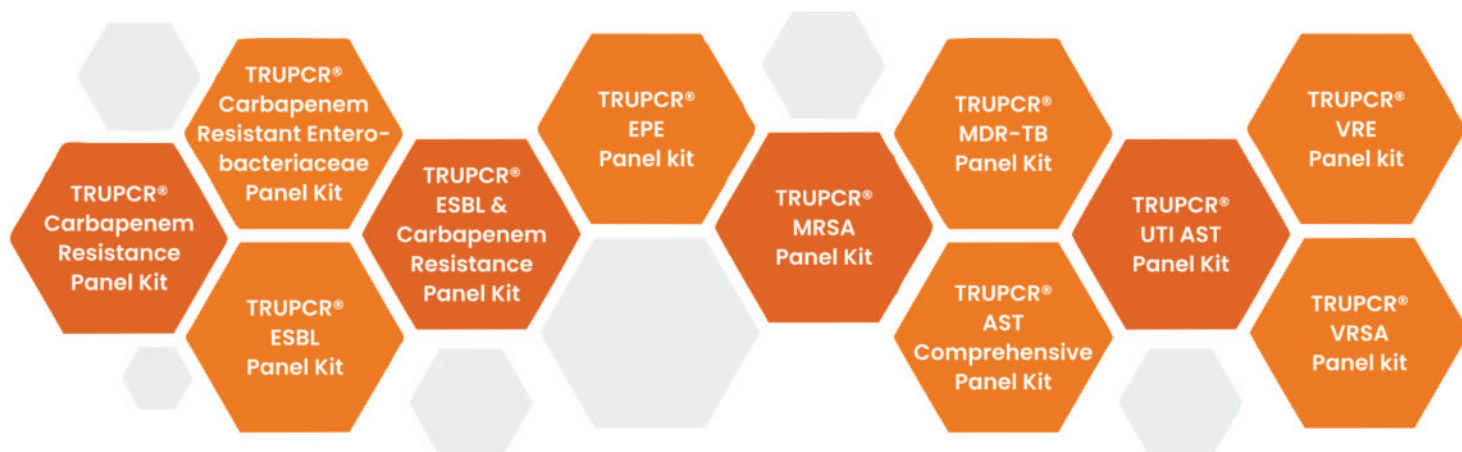 TRUPCR®
Carbapenem
Resistance
Panel Kit
TRUPCR®
Carbapenem
Resistant Entero-
bacteriaceae
Panel Kit
TRUPCR®
ESBL
Panel Kit
TRUPCR®
ESBL &
Carbapenem
Resistance
Panel Kit
TRUPCR®
EPE
Panel kit
TRUPCR®
MRSA
Panel Kit
TRUPCR®
MDR-TB
Panel Kit
TRUPCR®
AST
Comprehensive
Panel Kit
TRUPCR®
UTI AST
Panel Kit
TRUPCR®
VRE
Panel kit
TRUPCR®
VRSA
Panel kit